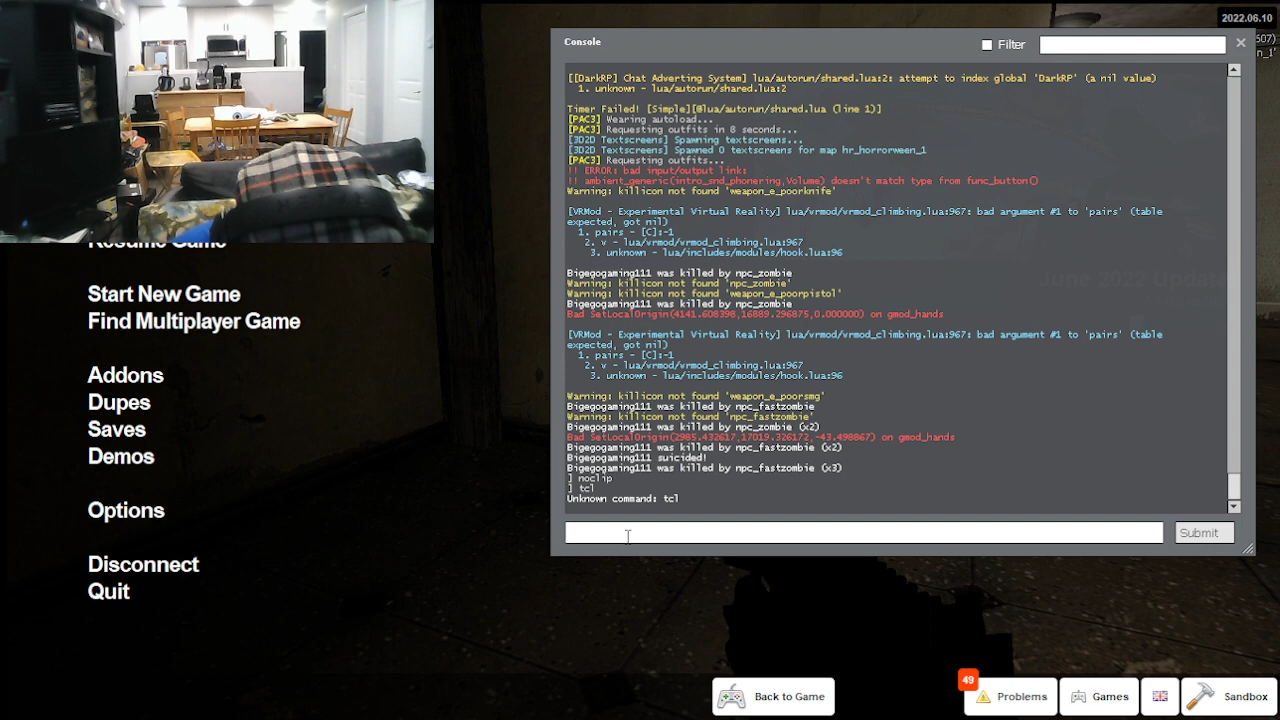 2022.06.10
Console
Filter
607)
n_1'
[[DarkRP] Chat Adverting System] lua/autorun/shared.lua:2: attempt to index global 'DarkRP' (a nil value)
1. unknown - lua/autorun/shared.lua:2
Timer Failed! [Simple][@lua/autorun/shared.lua (line 1)]
[PAC3] Wearing autoload...
[PAC3] Requesting outfits in 8 seconds...
[3D2D Textscreens] Spawning textscreens...
[3D2D Textscreens] Spawned 0 textscreens for map hr_horrorween_1
[PAC3] Requesting outfits...
!! ERROR: bad input/output link:
!! ambient_generic(intro_snd_phonering,Volume) doesn't match type from func_button()
Warning: killicon not found 'weapon_e_poorknife'
[VRMod - Experimental Virtual Reality] lua/vrmod/vrmod_climbing.lua:967: bad argument #1 to 'pairs' (table
expected, got nil)
1. pairs - [C]:-1
2. v - lua/vrmod/vrmod_climbing.lua:967
3. unknown - lua/includes/modules/hook.lua:96
Bigegogaming111 was killed by npc_zombie
Warning: killicon not found 'npc_zombie'
Warning: killicon not found 'weapon_e_poorpistol'
Bigegogaming111 was killed by npc_zombie
Bad SetLocalOrigin(4141.608398,16889.296875,0.000000) on gmod_hands
[VRMod - Experimental Virtual Reality] lua/vrmod/vrmod_climbing.lua:967: bad argument #1 to 'pairs' (table
expected, got nil)
1. pairs - [C]:-1
2. v - lua/vrmod/vrmod_climbing.lua:967
3. unknown - lua/includes/modules/hook.lua:96
Warning: killicon not found 'weapon_e_poorsmg'
Bigegogaming111 was killed by npc_fastzombie
Warning: killicon not found 'npc_fastzombie'
Bigegogaming111 was killed by npc_zombie (x2)
Bad SetLocalOrigin(2985.432617,17019.326172,-43.498867) on gmod_hands
Bigegogaming111 was killed by npc_fastzombie (x2)
Bigegogaming111 suicided!
Bigegogaming111 was killed by npc_fastzombie (x3)
] noclip
] tcl
Unknown command: tcl
Submit
June 2022 Update
Resume Game
Start New Game
Find Multiplayer Game
Addons
Dupes
Saves
Demos
Options
Disconnect
Quit
Back to Game
49
Problems
Games
Sandbox